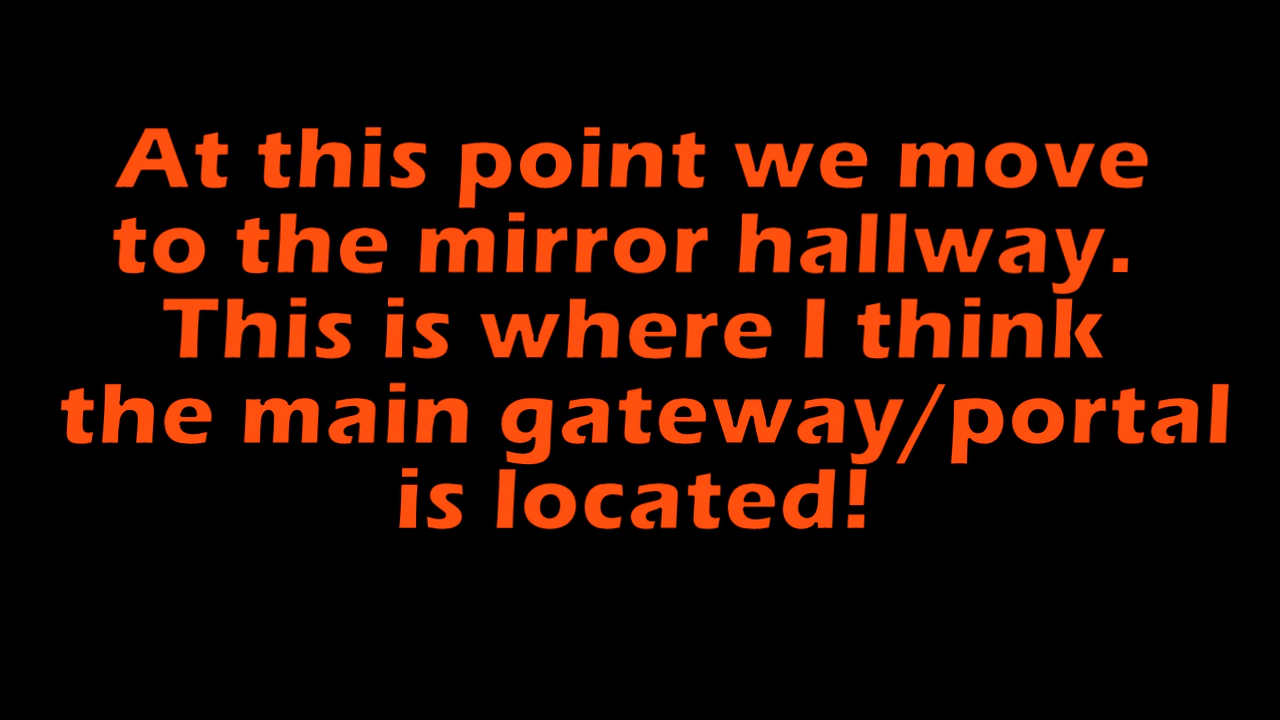 At this point we move
to the mirror hallway.
This is where I think
the main gateway/portal
is located!